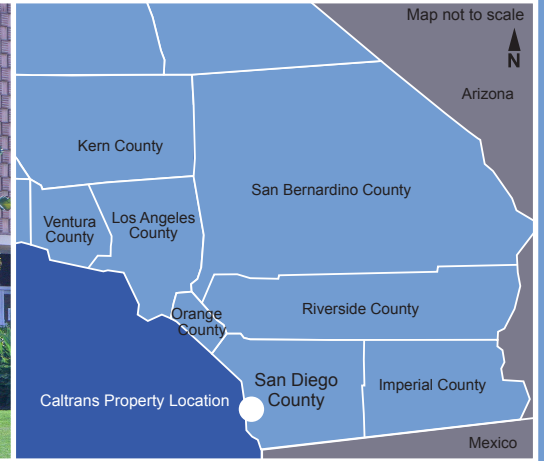 Map not to scale
N
Arizona
Kern County
San Bernardino County
Ventura
County
Los Angeles
County
Orange
County
Riverside County
San Diego
County
Imperial County
Caltrans Property Location
Mexico